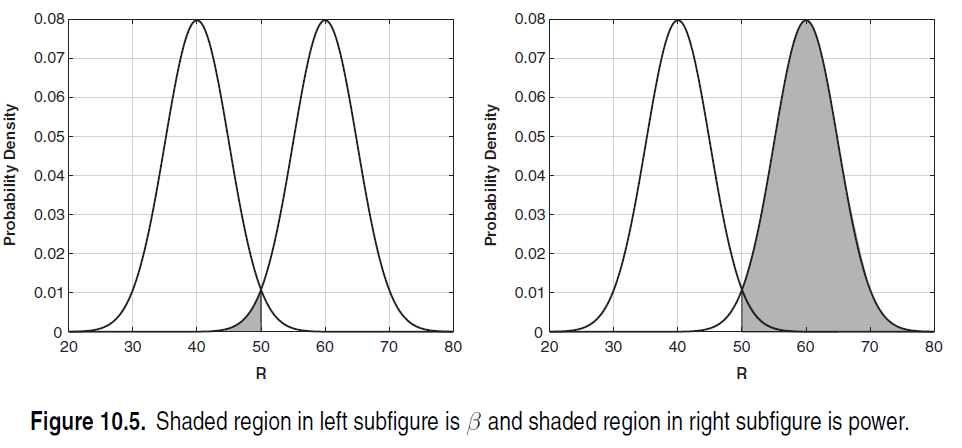 0.08
0.07
0.06
0.05
0.04
0.03
0.02
0.01
0
Probability Density
20 30 40 50 60 70 80
R
0.08
0.07
0.06
0.05
0.04
0.03
0.02
0.01
0
Probability Density
20 30 40 50 60 70 80
R
Figure 10.5. Shaded region in left subfigure is β and shaded region in right subfigure is power.